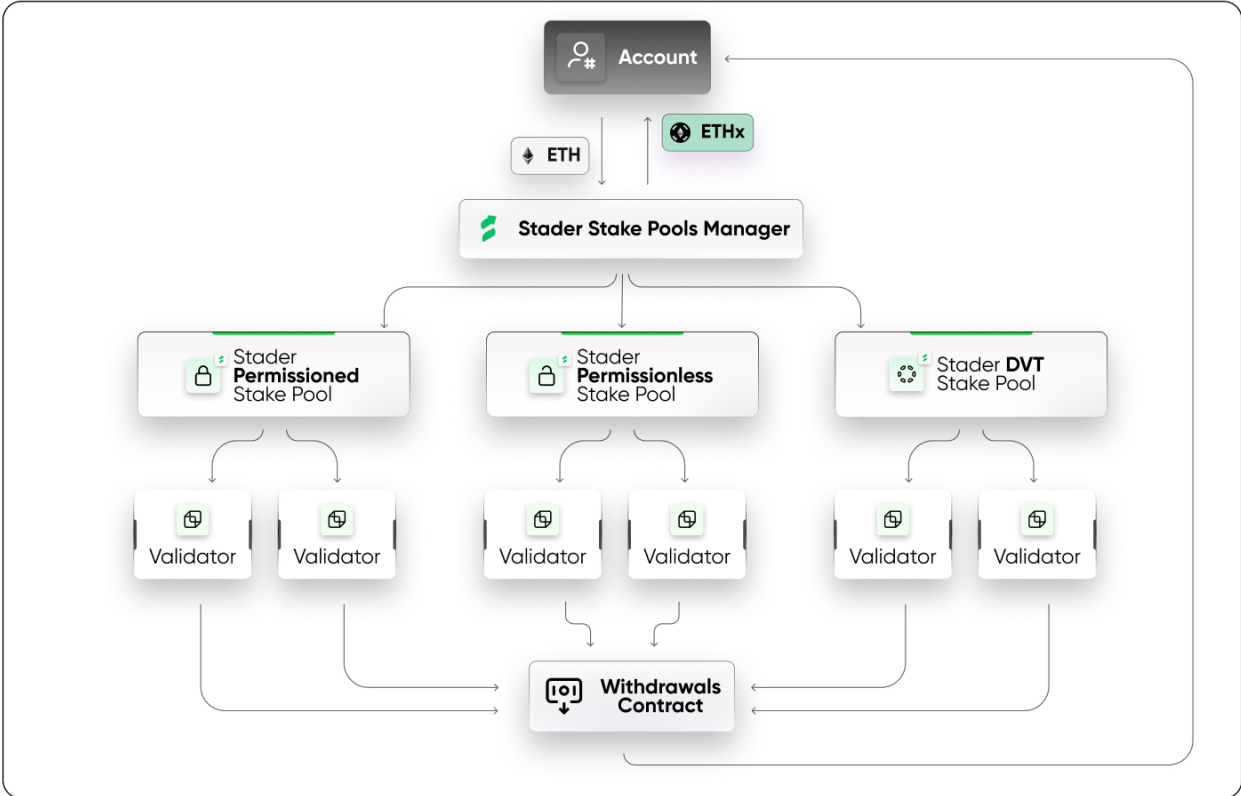 Account
ETHx
ETH
Stader Stake Pools Manager
Stader
Permissioned
Stake Pool
Stader
Permissionless
Stake Pool
Stader DVT
Stake Pool
Validator
Validator
Validator
Validator
Validator
Validator
Withdrawals
Contract